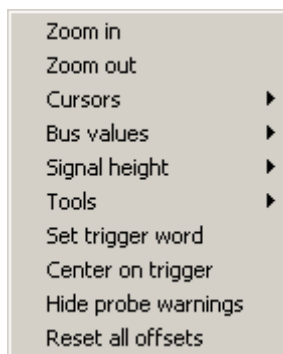 Zoom in
Zoom out
Cursors
Bus values
Signal height
Tools
Set trigger word
Center on trigger
Hide probe warnings
Reset all offsets